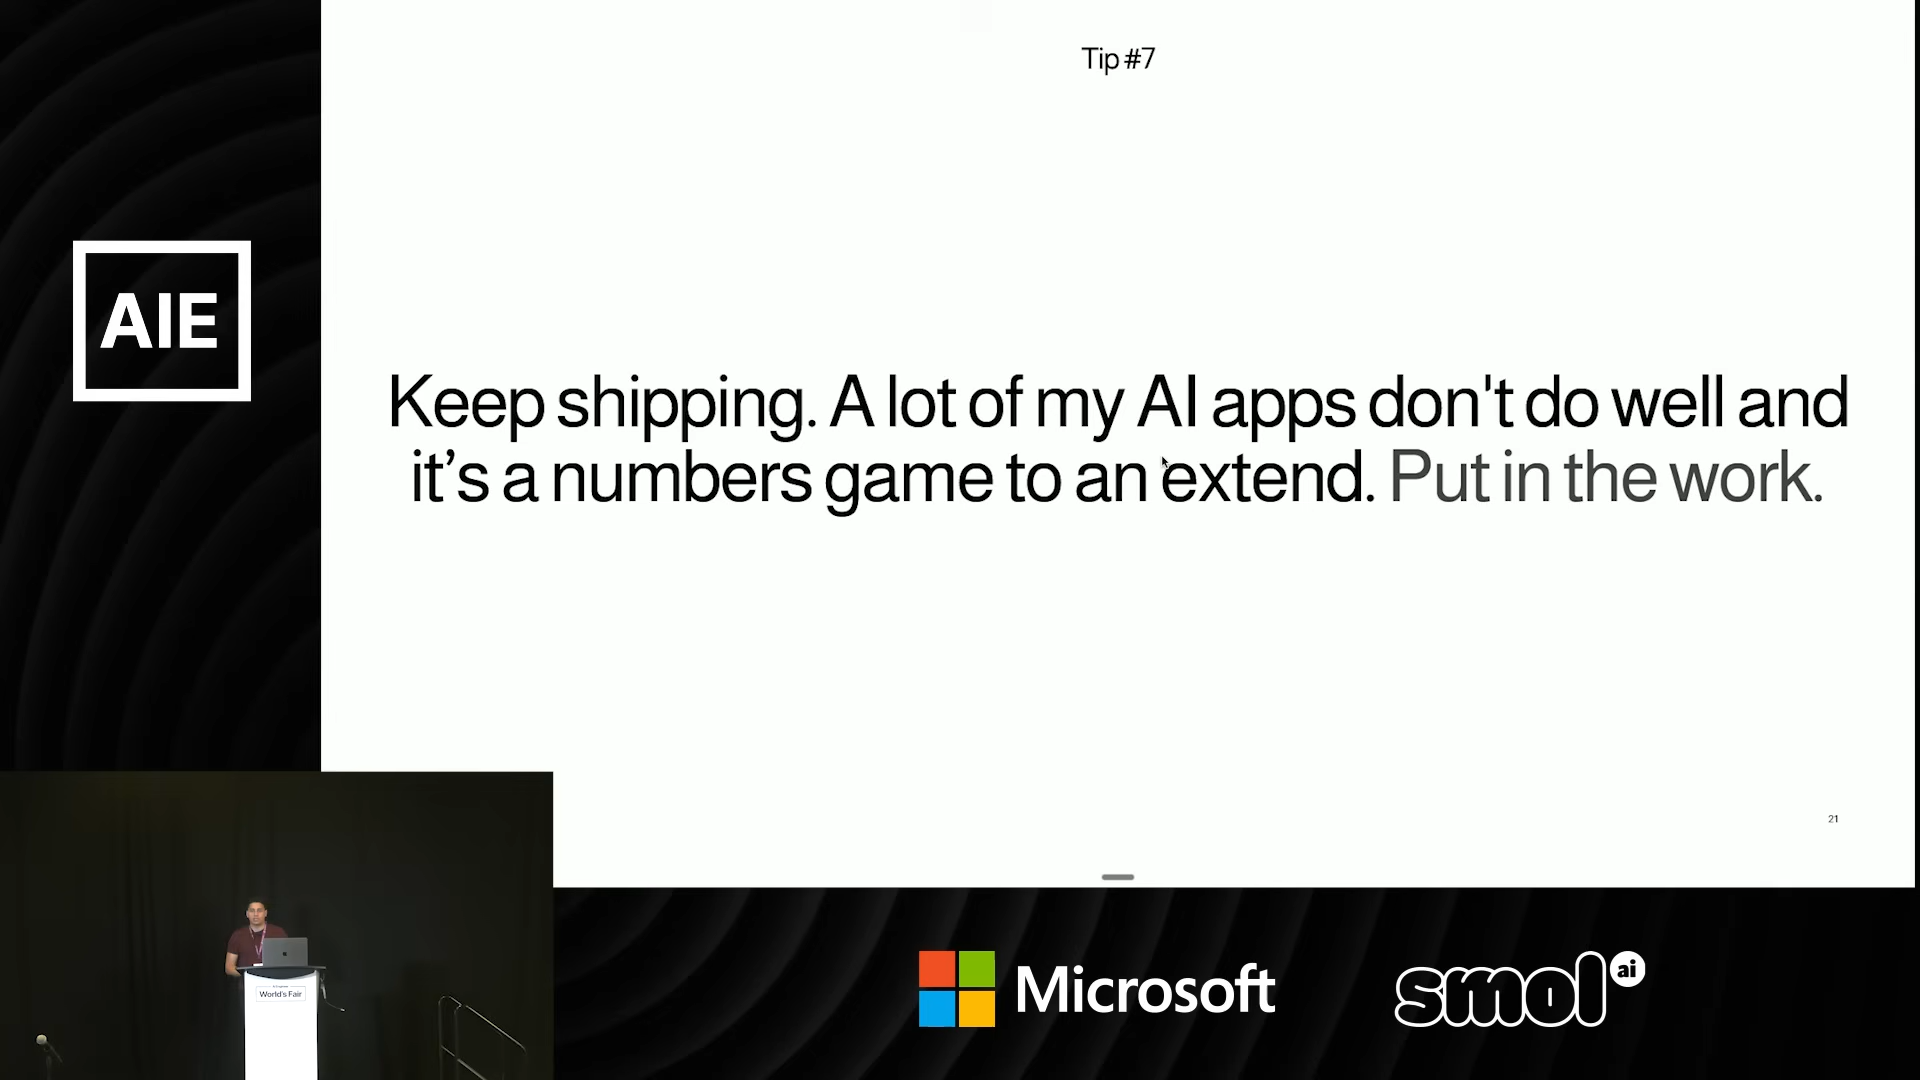 Tip #7
AIE
Keep shipping. A lot of my AI apps don't do well and
it’s a numbers game to an extend. Put in the work.
21
World's Fair
Microsoft
smol ai